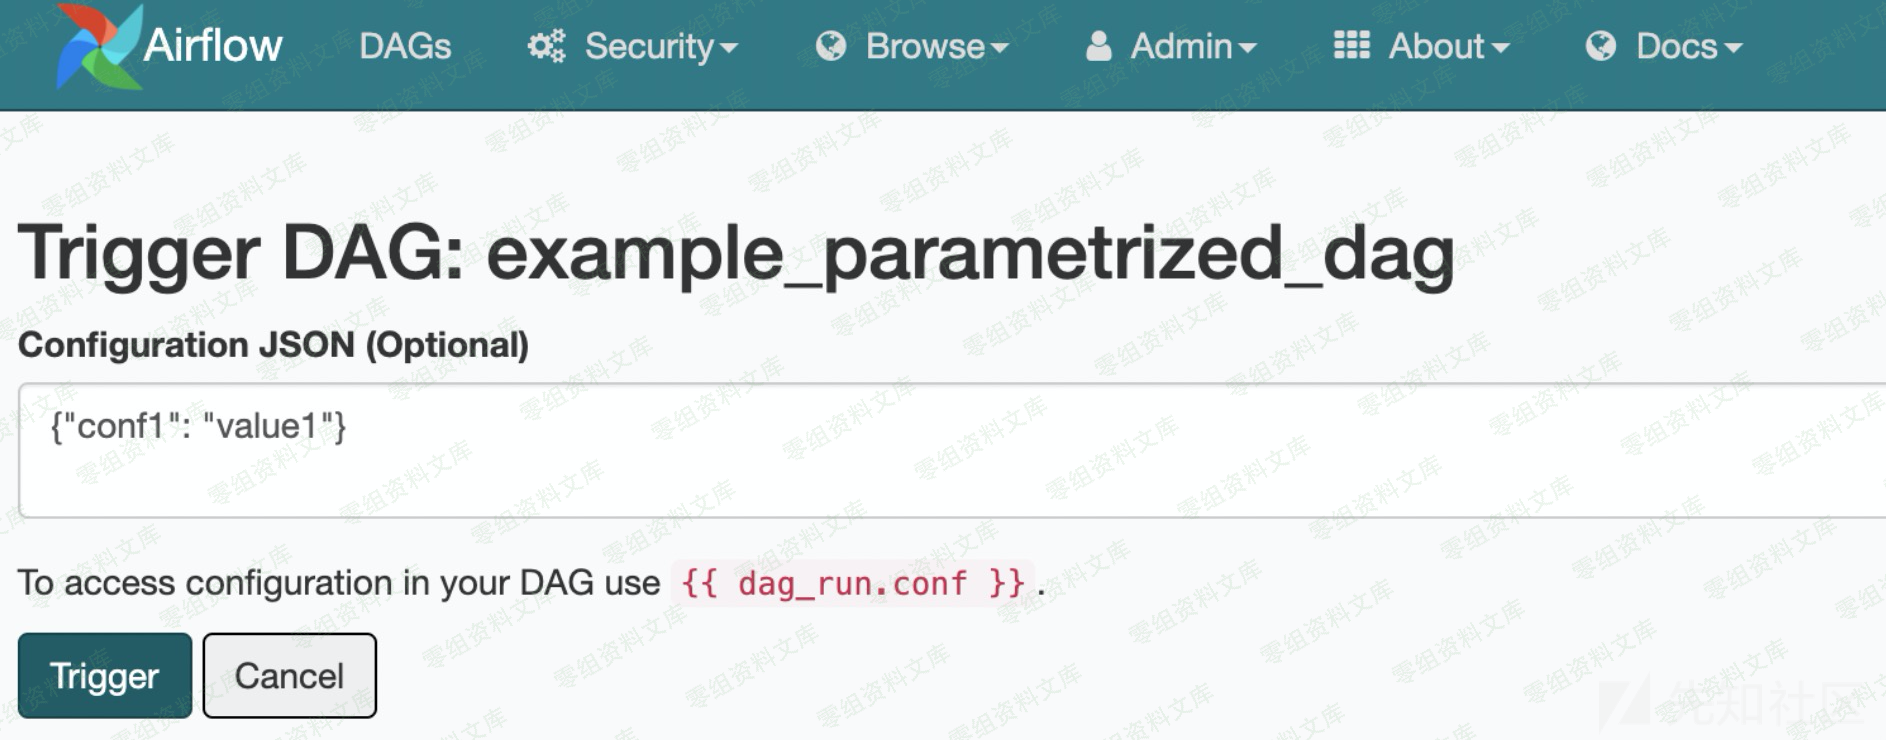 Airflow DAGs Security Browse Admin About Docs
Trigger DAG: example_parametrized_dag
Configuration JSON (Optional)
{"conf1": "value1"}
To access configuration in your DAG use {{ dag_run.conf }}.
Trigger Cancel
零组资料文库
先知社区